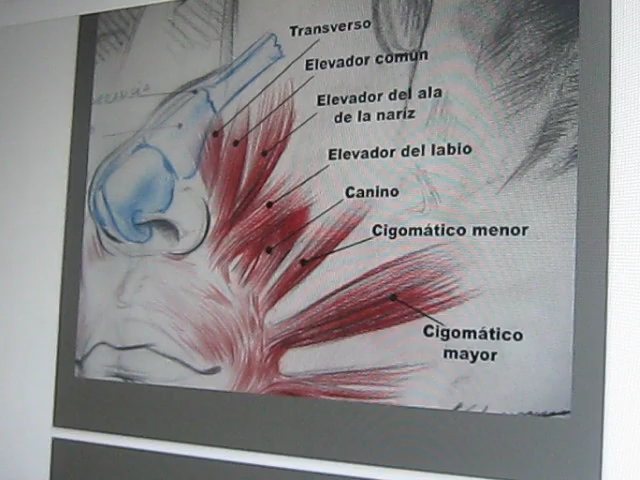 Transverso
Elevador común
Elevador del ala
de la nariz
Elevador del labio
Canino
Cigomático menor
Cigomático
mayor